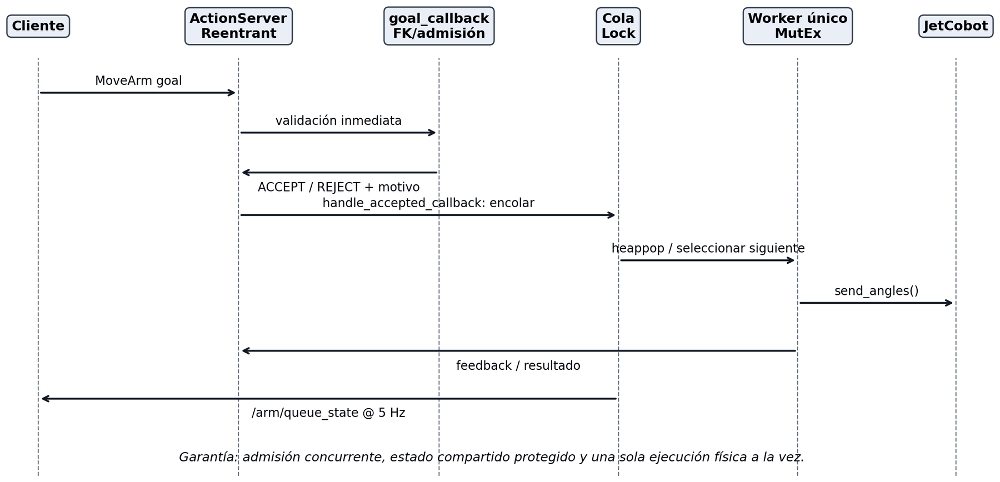 Cliente
ActionServer
Reentrant
goal_callback
FK/admisión
Cola
Lock
Worker único
MutEx
JetCobot
MoveArm goal
validación inmediata
ACCEPT / REJECT + motivo
handle_accepted_callback: encolar
heappop / seleccionar siguiente
send_angles()
feedback / resultado
/arm/queue_state @ 5 Hz
Garantía: admisión concurrente, estado compartido protegido y una sola ejecución física a la vez.